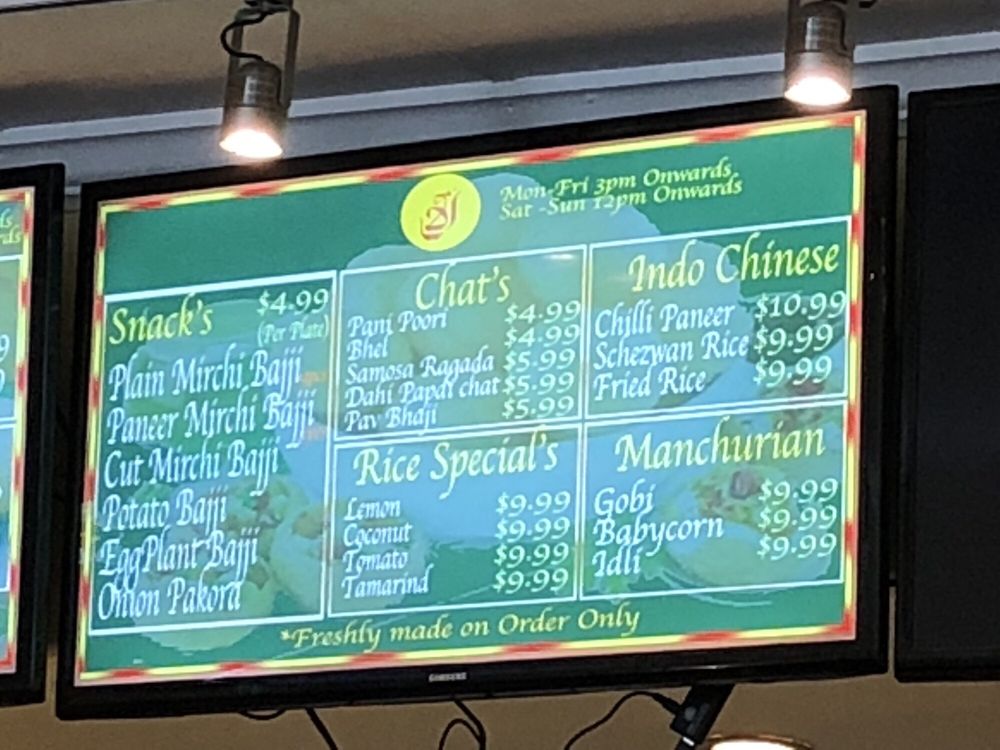 Mon-Fri 3pm Onwards
Sat -Sun 12pm Onwards
Snack's $4.99
(Per Plate)
Plain Mirchi Bajji
Paneer Mirchi Bajji
Cut Mirchi Bajji
Potato Bajji
EggPlant Bajji
Onion Pakora
Chat's
Pani Poori $4.99
Bhel $4.99
Samosa Ragada $5.99
Dahi Papdi chat $5.99
Pav Bhaji $5.99
Indo Chinese
Chilli Paneer $10.99
Schezwan Rice $9.99
Fried Rice $9.99
Rice Special's
Lemon $9.99
Coconut $9.99
Tomato $9.99
Tamarind $9.99
Manchurian
Gobi $9.99
Babycorn $9.99
Idli $9.99
*Freshly made on Order Only
SAMSUNG